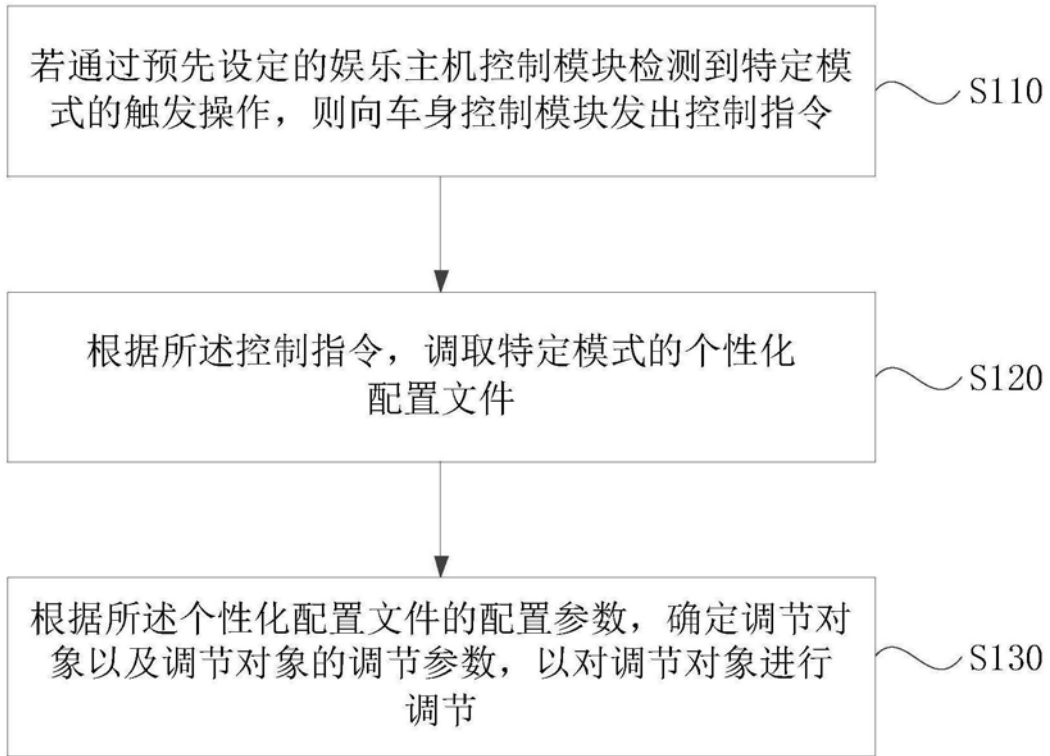 若通过预先设定的娱乐主机控制模块检测到特定模
式的触发操作，则向车身控制模块发出控制指令
S110
根据所述控制指令，调取特定模式的个性化
配置文件
S120
根据所述个性化配置文件的配置参数，确定调节对
象以及调节对象的调节参数，以对调节对象进行
调节
S130